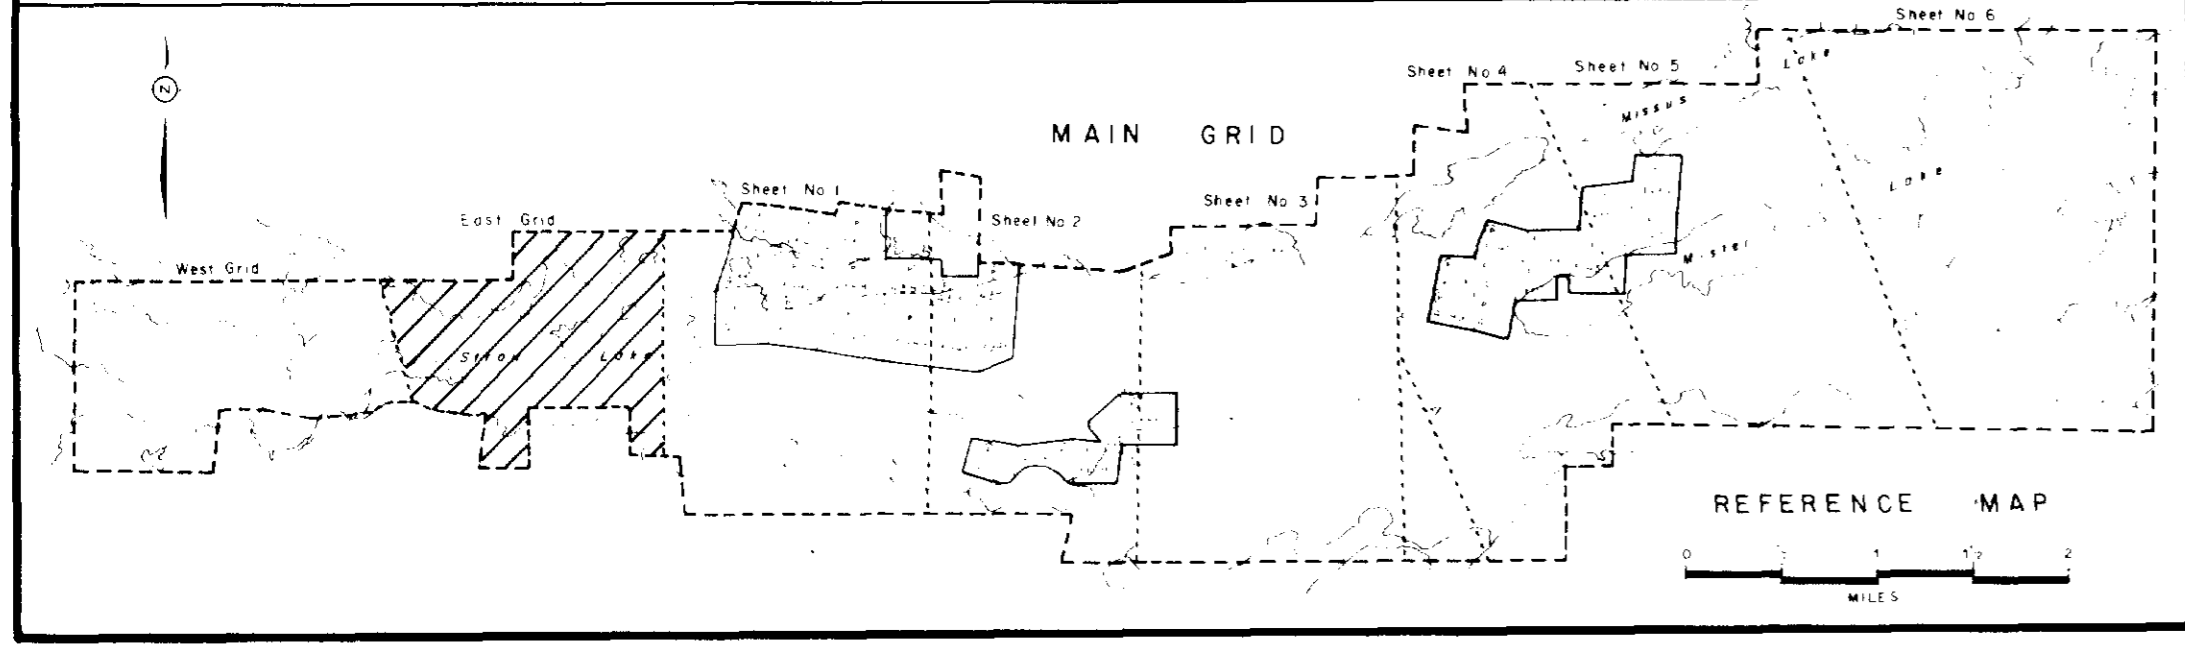 Sheet No 6
Lake
Sheet No 4
Sheet No 5
Missus
N
MAIN GRID
Lake
Sheet No 1
Sheet No 3
East Grid
Sheet No 2
Mister
West Grid
Lake
REFERENCE MAP
0 1 2
MILES